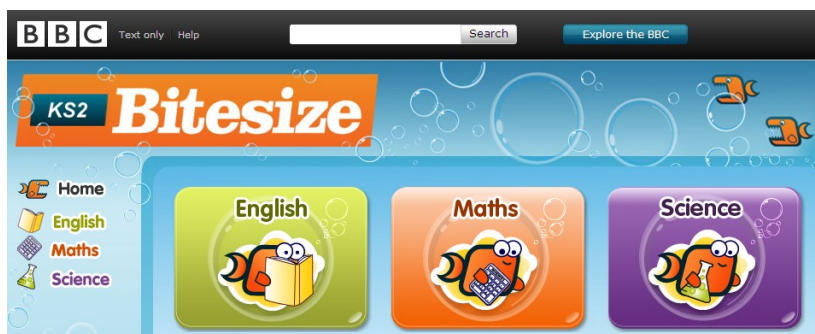 BBC Text only Help Search Explore the BBC
KS2 Bitesize
Home
English
Maths
Science
English Maths Science